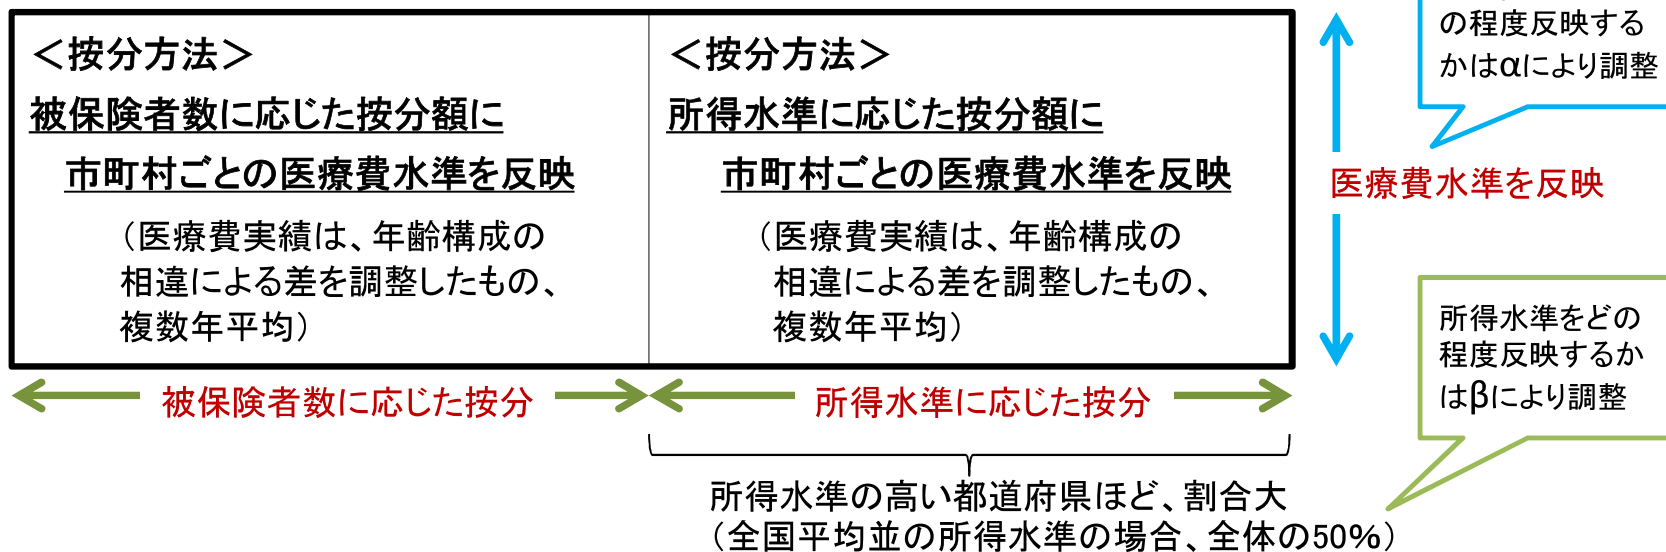 ＜按分方法＞
被保険者数に応じた按分額に
市町村ごとの医療費水準を反映
（医療費実績は、年齢構成の
相違による差を調整したもの、
複数年平均）
＜按分方法＞
所得水準に応じた按分額に
市町村ごとの医療費水準を反映
（医療費実績は、年齢構成の
相違による差を調整したもの、
複数年平均）
の程度反映する
かはαにより調整
医療費水準を反映
所得水準をどの
程度反映するか
はβにより調整
被保険者数に応じた按分
所得水準に応じた按分
所得水準の高い都道府県ほど、割合大
（全国平均並の所得水準の場合、全体の50%）